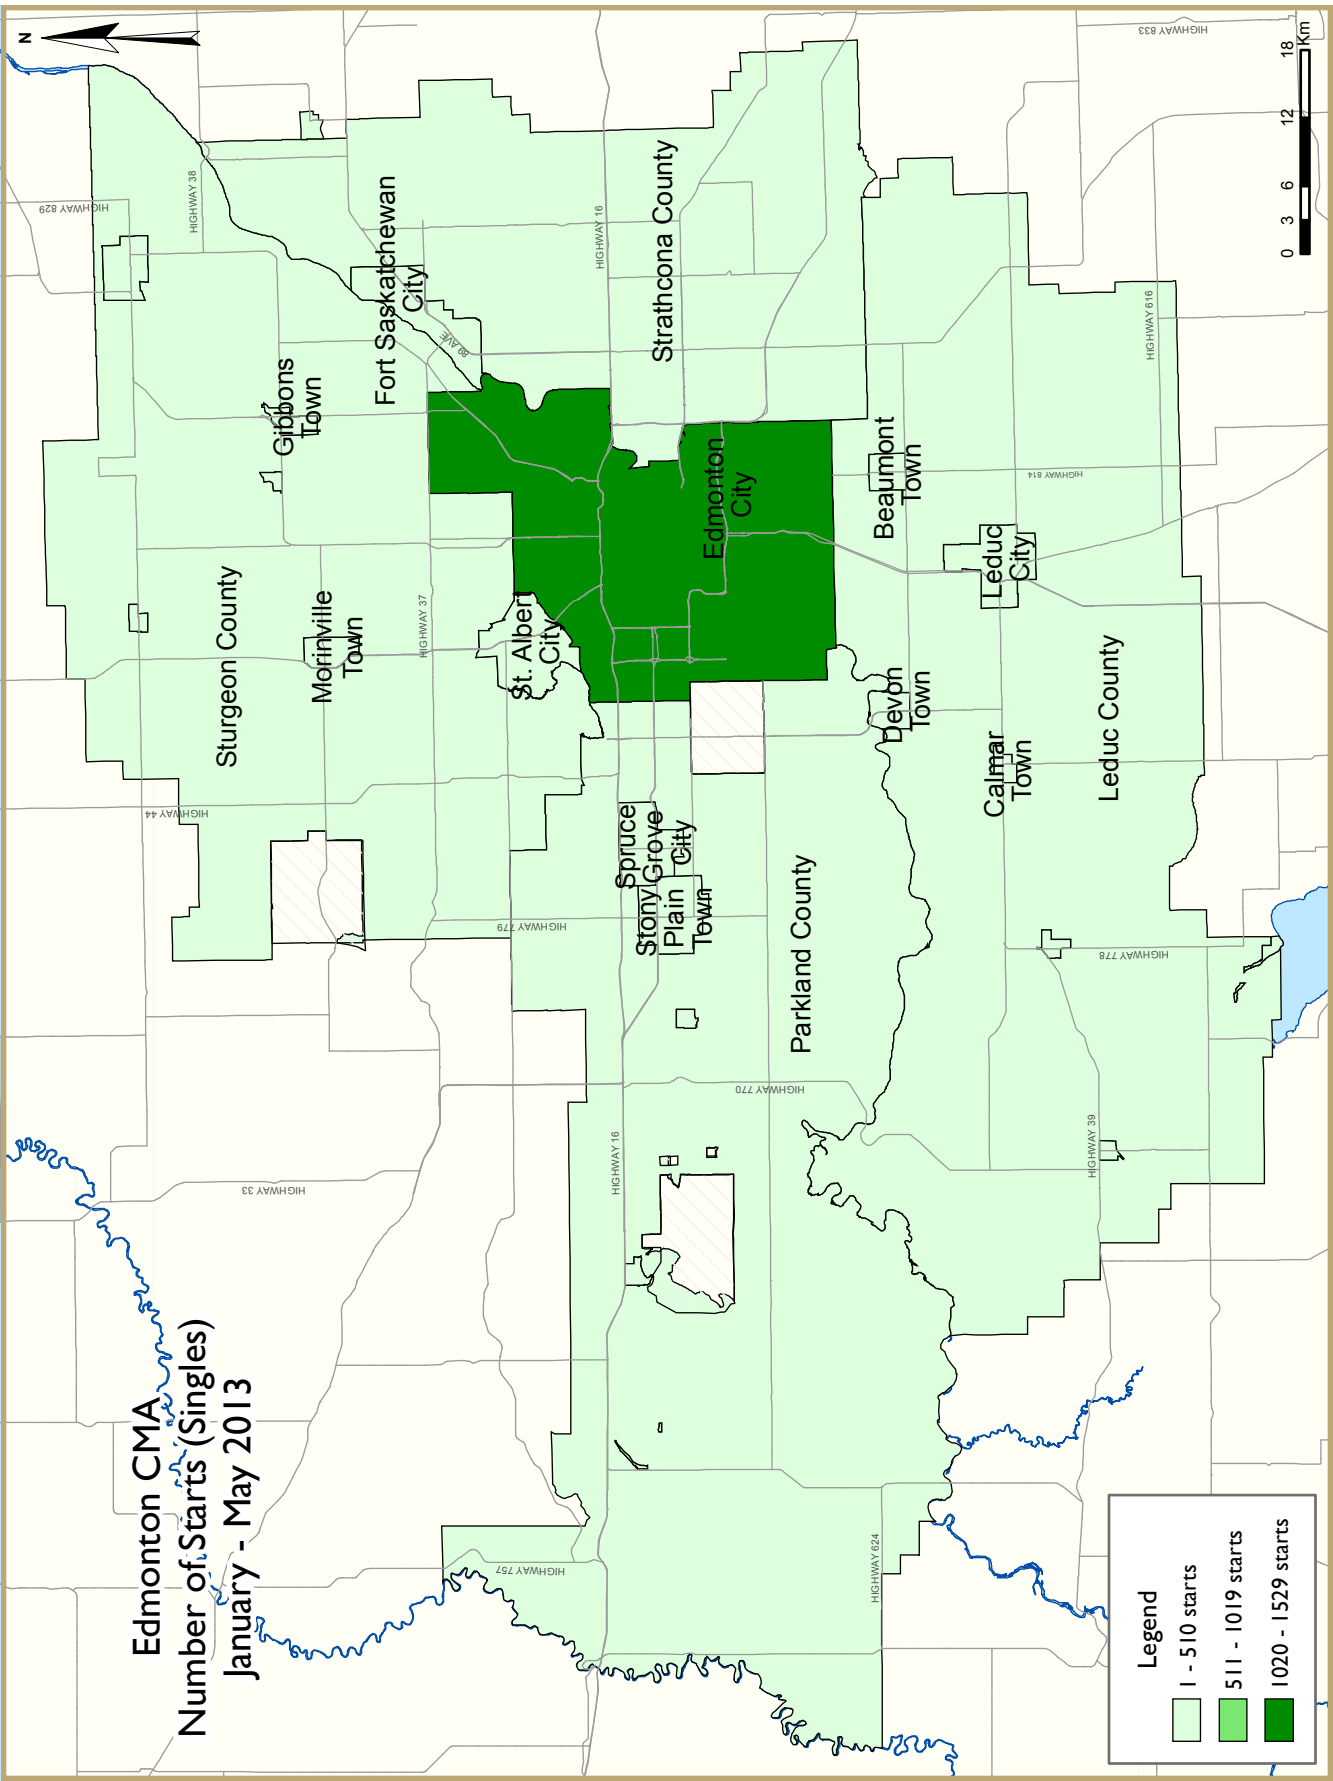 Edmonton CMA
Number of Starts (Singles)
January - May 2013
N
HIGHWAY 829
HIGHWAY 38
HIGHWAY 44
Sturgeon County
Gibbons
Town
Morinville
Town
Fort Saskatchewan
City
HIGHWAY 37
89 AVE
St. Albert
City
HIGHWAY 33
HIGHWAY 779
HIGHWAY 757
HIGHWAY 16
HIGHWAY 16
Spruce
Grove
City
Stony
Plain
Town
Strathcona County
Edmonton
City
HIGHWAY 770
Parkland County
HIGHWAY 624
Beaumont
Town
Devon
Town
Leduc
City
Calmar
Town
HIGHWAY 814
HIGHWAY 39
HIGHWAY 778
Leduc County
HIGHWAY 616
HIGHWAY 833
Legend
1 - 510 starts
511 - 1019 starts
1020 - 1529 starts
0 3 6 12 18
Km